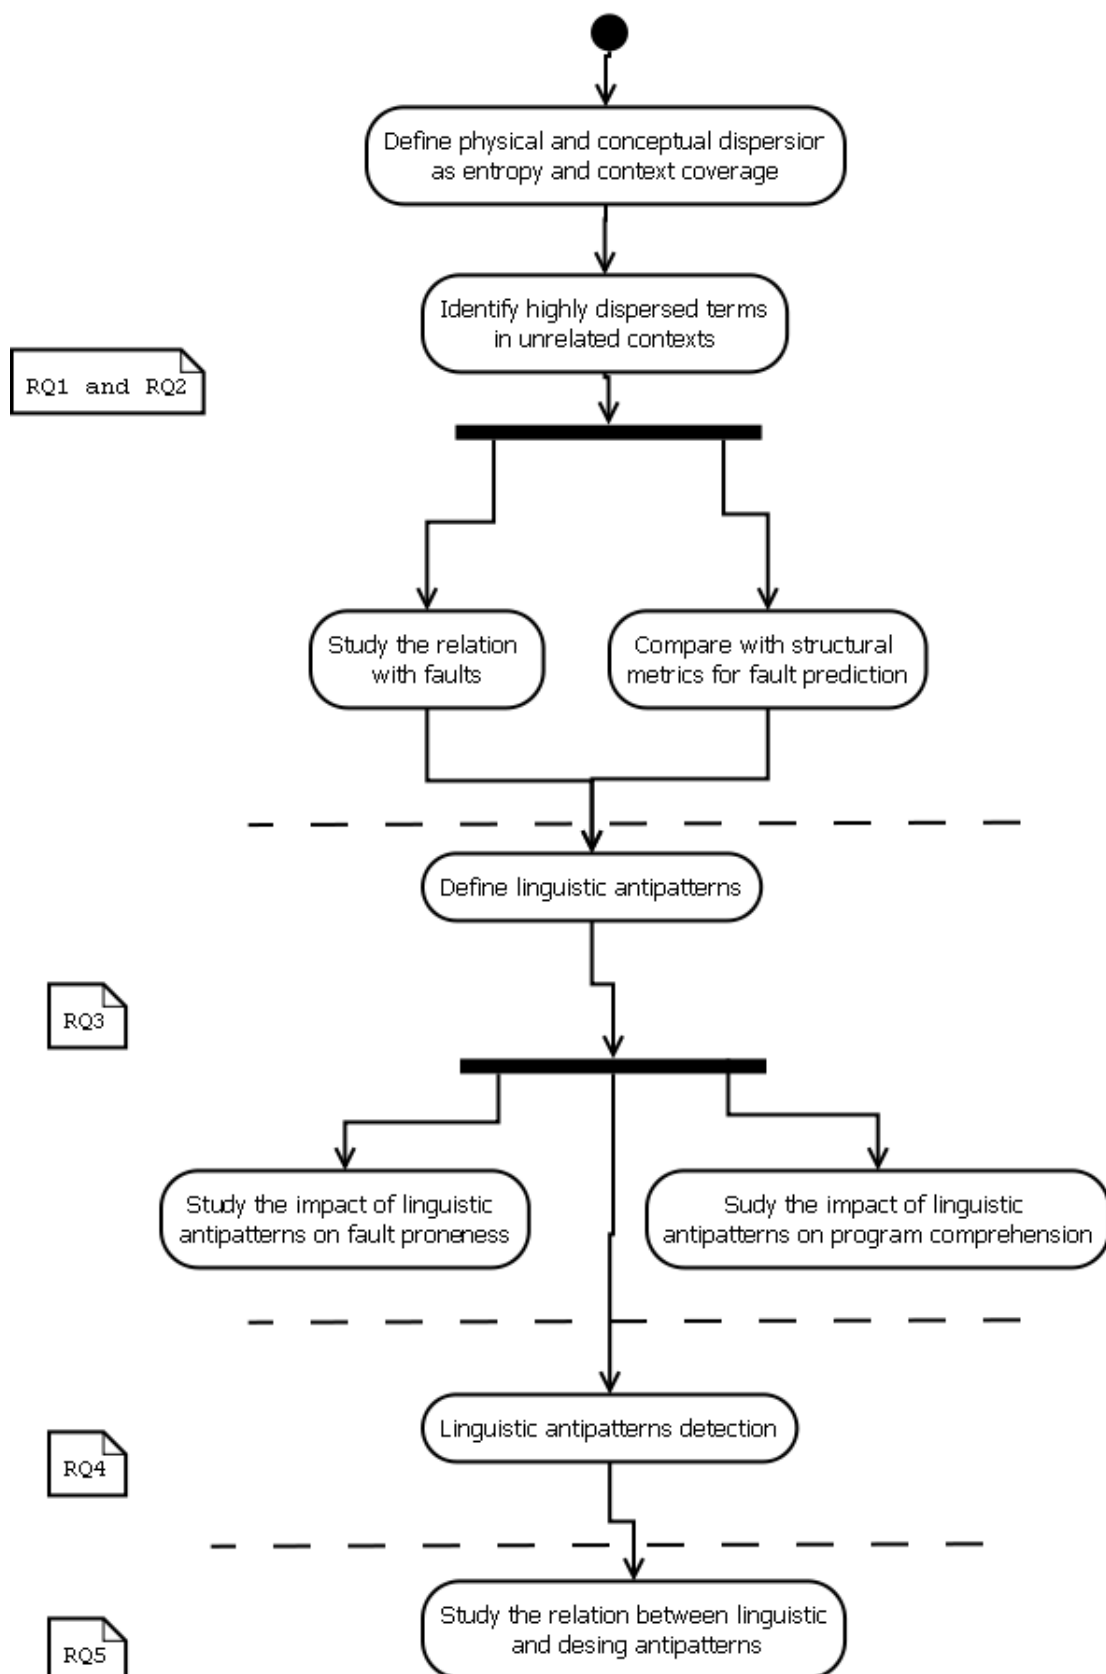 Define physical and conceptual dispersior
as entropy and context coverage
Identify highly dispersed terms
in unrelated contexts
RQ1 and RQ2
Study the relation
with faults
Compare with structural
metrics for fault prediction
Define linguistic antipatterns
RQ3
Study the impact of linguistic
antipatterns on fault proneness
Sudy the impact of linguistic
antipatterns on program comprehension
Linguistic antipatterns detection
RQ4
Study the relation between linguistic
and desing antipatterns
RQ5